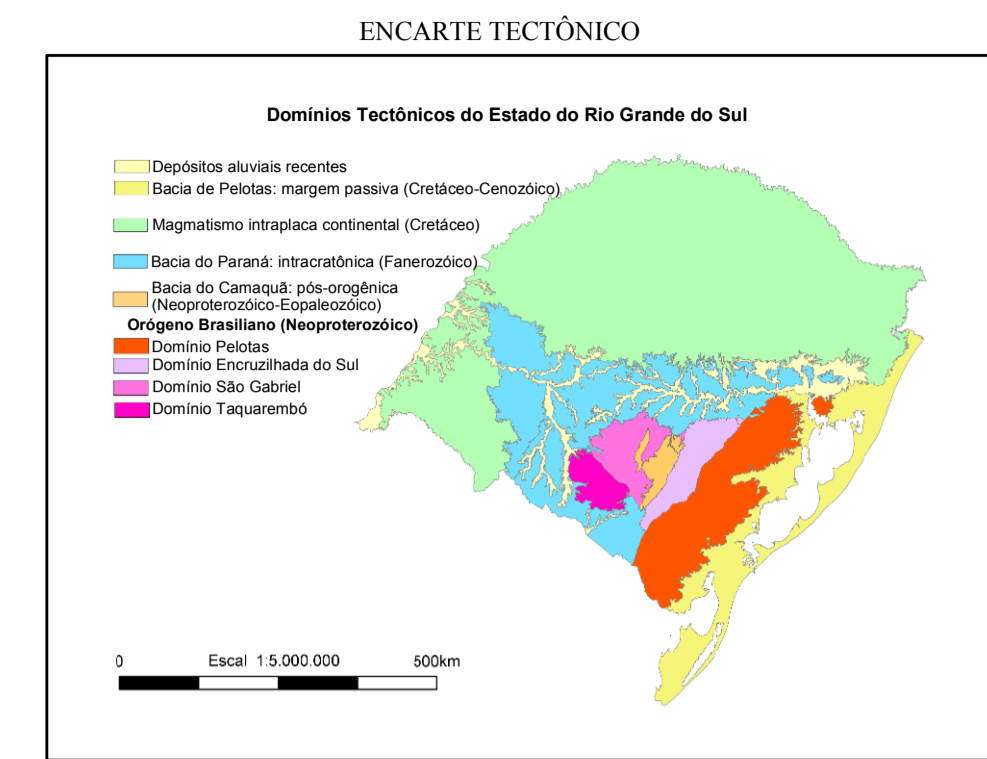 ENCARTE TECTÔNICO
Domínios Tectônicos do Estado do Rio Grande do Sul
Depósitos aluviais recentes
Bacia de Pelotas: margem passiva (Cretáceo-Cenozóico)
Magmatismo intraplaca continental (Cretáceo)
Bacia do Paraná: intracratônica (Fanerozóico)
Bacia do Camaquã: pós-orogênica
(Neoproterozóico-Eopaleozóico)
Orógeno Brasiliano (Neoproterozóico)
Domínio Pelotas
Domínio Encruzilhada do Sul
Domínio São Gabriel
Domínio Taquarembó
0 Escal 1:5.000.000 500km